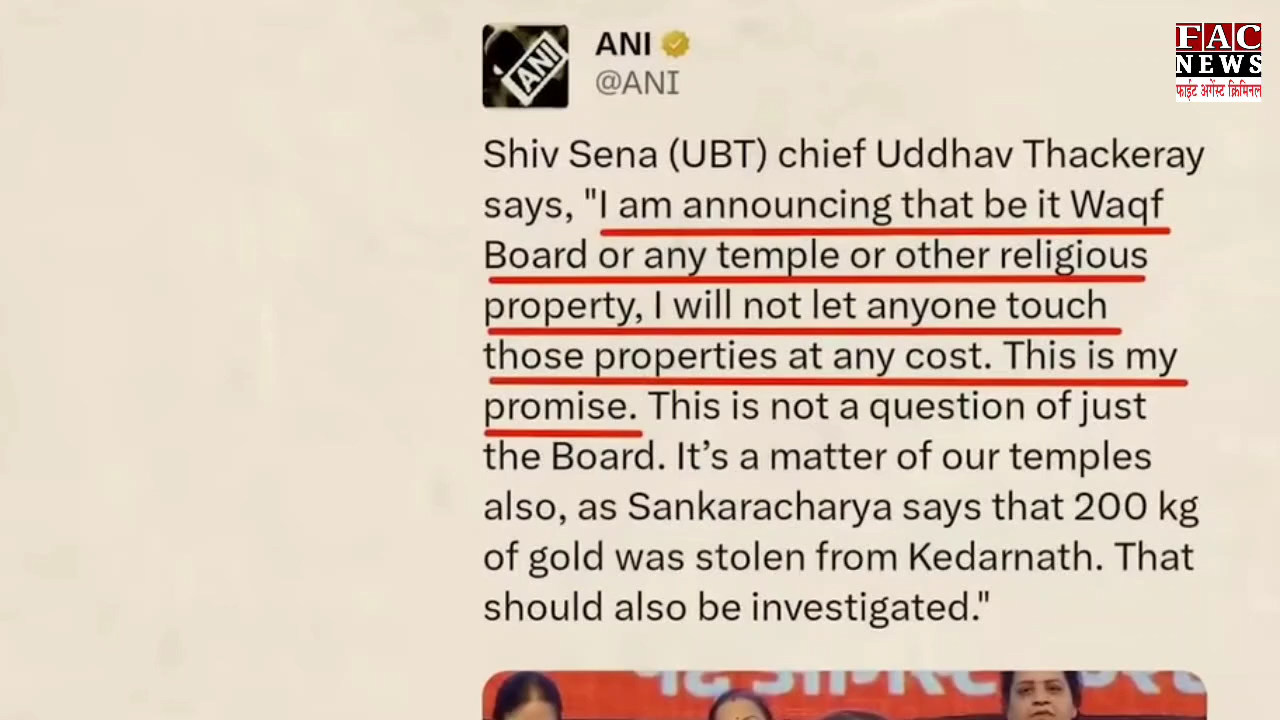 ANI
@ANI
FAC
NEWS
फाईट अगेंस्ट क्रिमिनल
Shiv Sena (UBT) chief Uddhav Thackeray
says, "I am announcing that be it Waqf
Board or any temple or other religious
property, I will not let anyone touch
those properties at any cost. This is my
promise. This is not a question of just
the Board. It’s a matter of our temples
also, as Sankaracharya says that 200 kg
of gold was stolen from Kedarnath. That
should also be investigated."